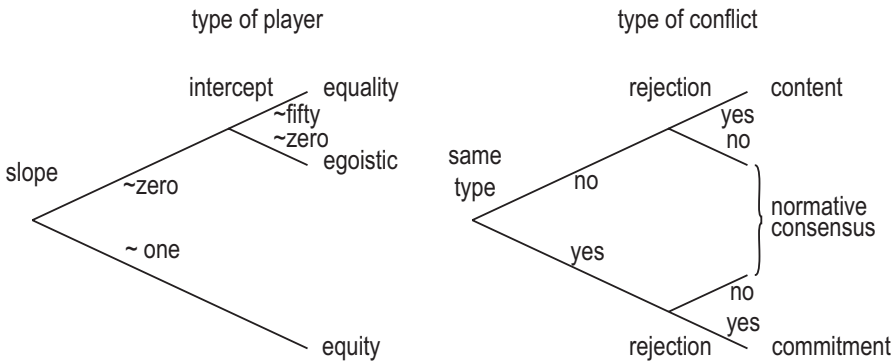 type of player
intercept
equality
~fifty
~zero
egoistic
slope
~zero
~ one
equity
type of conflict
rejection
content
yes
no
same
type
no
normative
consensus
yes
no
yes
rejection
commitment